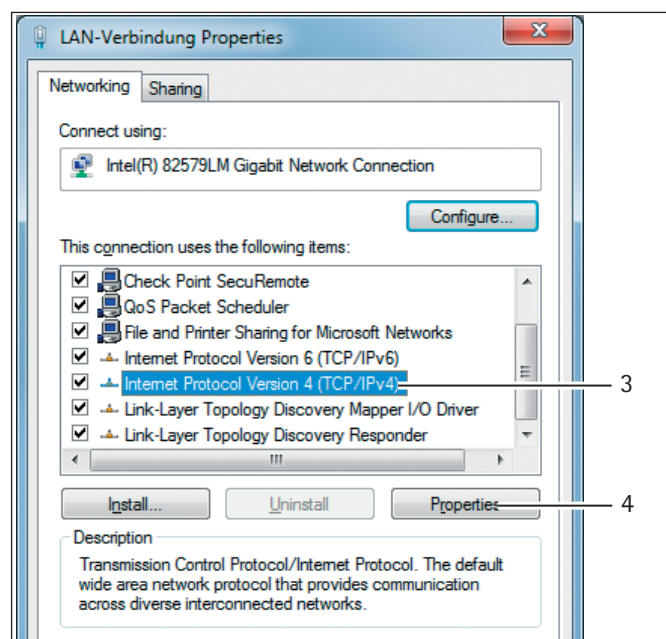 LAN-Verbindung Properties
Networking
Sharing
Connect using:
Intel(R) 82579LM Gigabit Network Connection
Configure...
This connection uses the following items:
Check Point SecuRemote
QoS Packet Scheduler
File and Printer Sharing for Microsoft Networks
Internet Protocol Version 6 (TCP/IPv6)
Internet Protocol Version 4 (TCP/IPv4)
3
Link-Layer Topology Discovery Mapper I/O Driver
Link-Layer Topology Discovery Responder
Install...
Uninstall
Properties
4
Description
Transmission Control Protocol/Internet Protocol. The default
wide area network protocol that provides communication
across diverse interconnected networks.